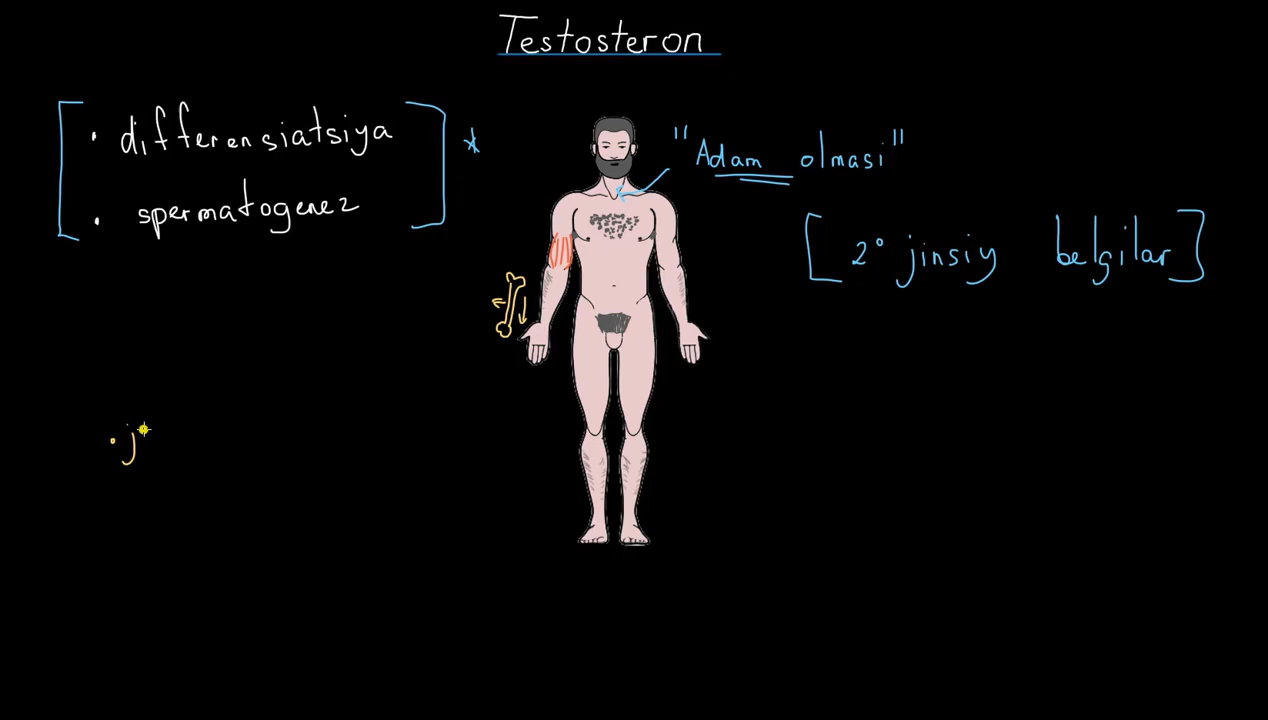 Testosteron
• differensiatsiya
• spermatogenez
*
"Adam olmasi"
[2° jinsiy belgilar]
• j